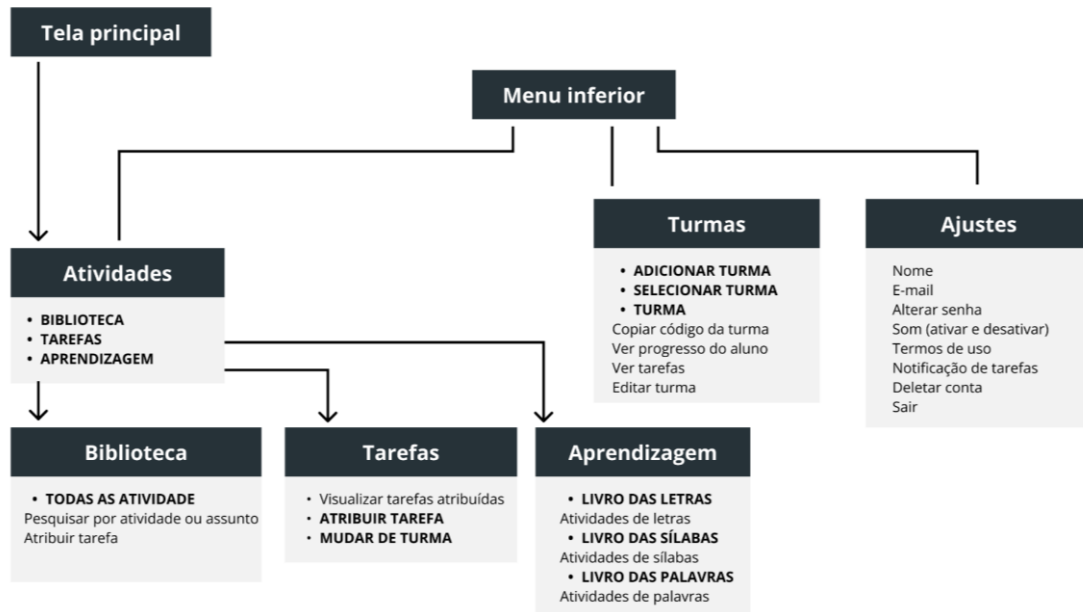 Tela principal
Menu inferior
Atividades
• BIBLIOTECA
• TAREFAS
• APRENDIZAGEM
Turmas
• ADICIONAR TURMA
• SELECIONAR TURMA
• TURMA
Copiar código da turma
Ver progresso do aluno
Ver tarefas
Editar turma
Ajustes
Nome
E-mail
Alterar senha
Som (ativar e desativar)
Termos de uso
Notificação de tarefas
Deletar conta
Sair
Biblioteca
• TODAS AS ATIVIDADE
Pesquisar por atividade ou assunto
Atribuir tarefa
Tarefas
• Visualizar tarefas atribuídas
• ATRIBUIR TAREFA
• MUDAR DE TURMA
Aprendizagem
• LIVRO DAS LETRAS
Atividades de letras
• LIVRO DAS SÍLABAS
Atividades de sílabas
• LIVRO DAS PALAVRAS
Atividades de palavras